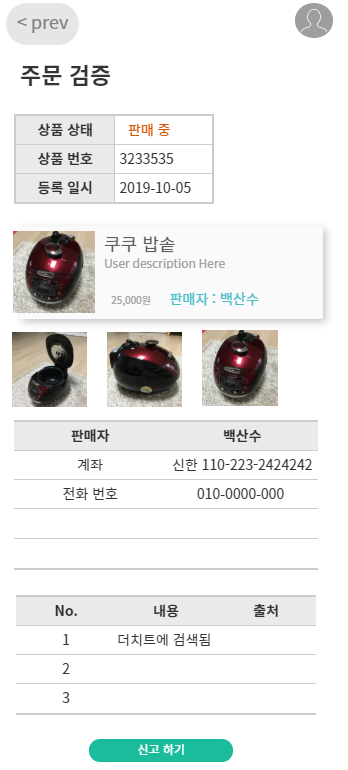 < prev
주문 검증
상품 상태 판매 중
상품 번호 3233535
등록 일시 2019-10-05
쿠쿠 밥솥
User description Here
25,000원 판매자 : 백산수
판매자 백산수
계좌 신한 110-223-2424242
전화 번호 010-0000-000
No. 내용 출처
1 더치트에 검색됨
2
3
신고 하기